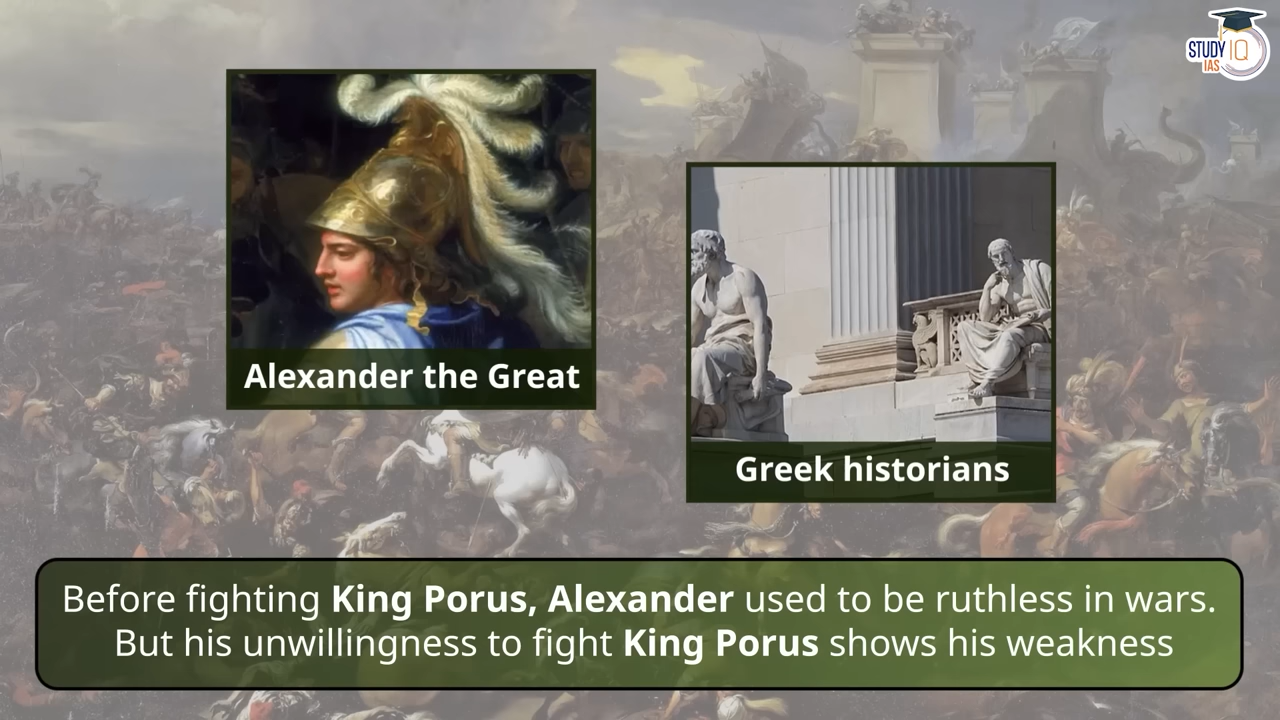 STUDY IQ
IAS
Alexander the Great
Greek historians
Before fighting King Porus, Alexander used to be ruthless in wars.
But his unwillingness to fight King Porus shows his weakness